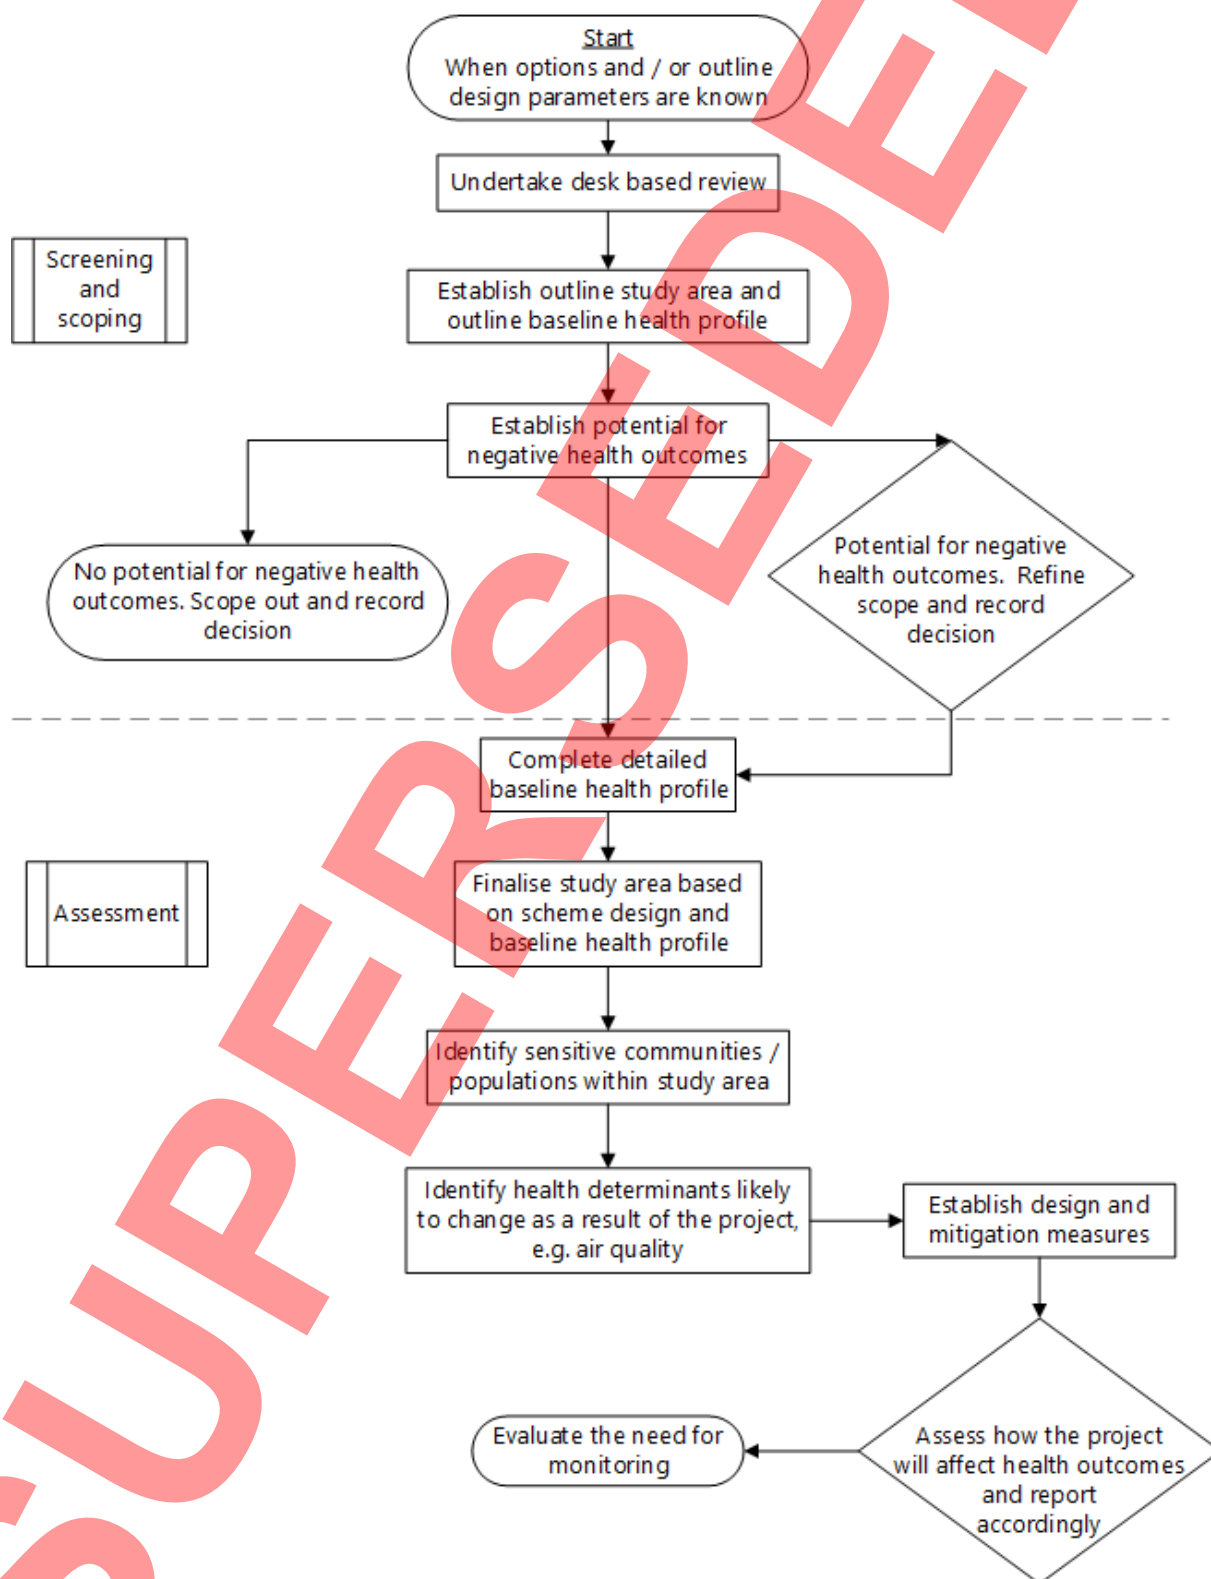 Start
When options and / or outline
design parameters are known
Undertake desk based review
Screening
and
scoping
Establish outline study area and
outline baseline health profile
Establish potential for
negative health outcomes
No potential for negative health
outcomes. Scope out and record
decision
Potential for negative
health outcomes. Refine
scope and record
decision
Complete detailed
baseline health profile
Assessment
Finalise study area based
on scheme design and
baseline health profile
Identify sensitive communities /
populations within study area
Identify health determinants likely
to change as a result of the project,
e.g. air quality
Establish design and
mitigation measures
Assess how the project
will affect health outcomes
and report
accordingly
Evaluate the need for
monitoring
SUPERSEDED